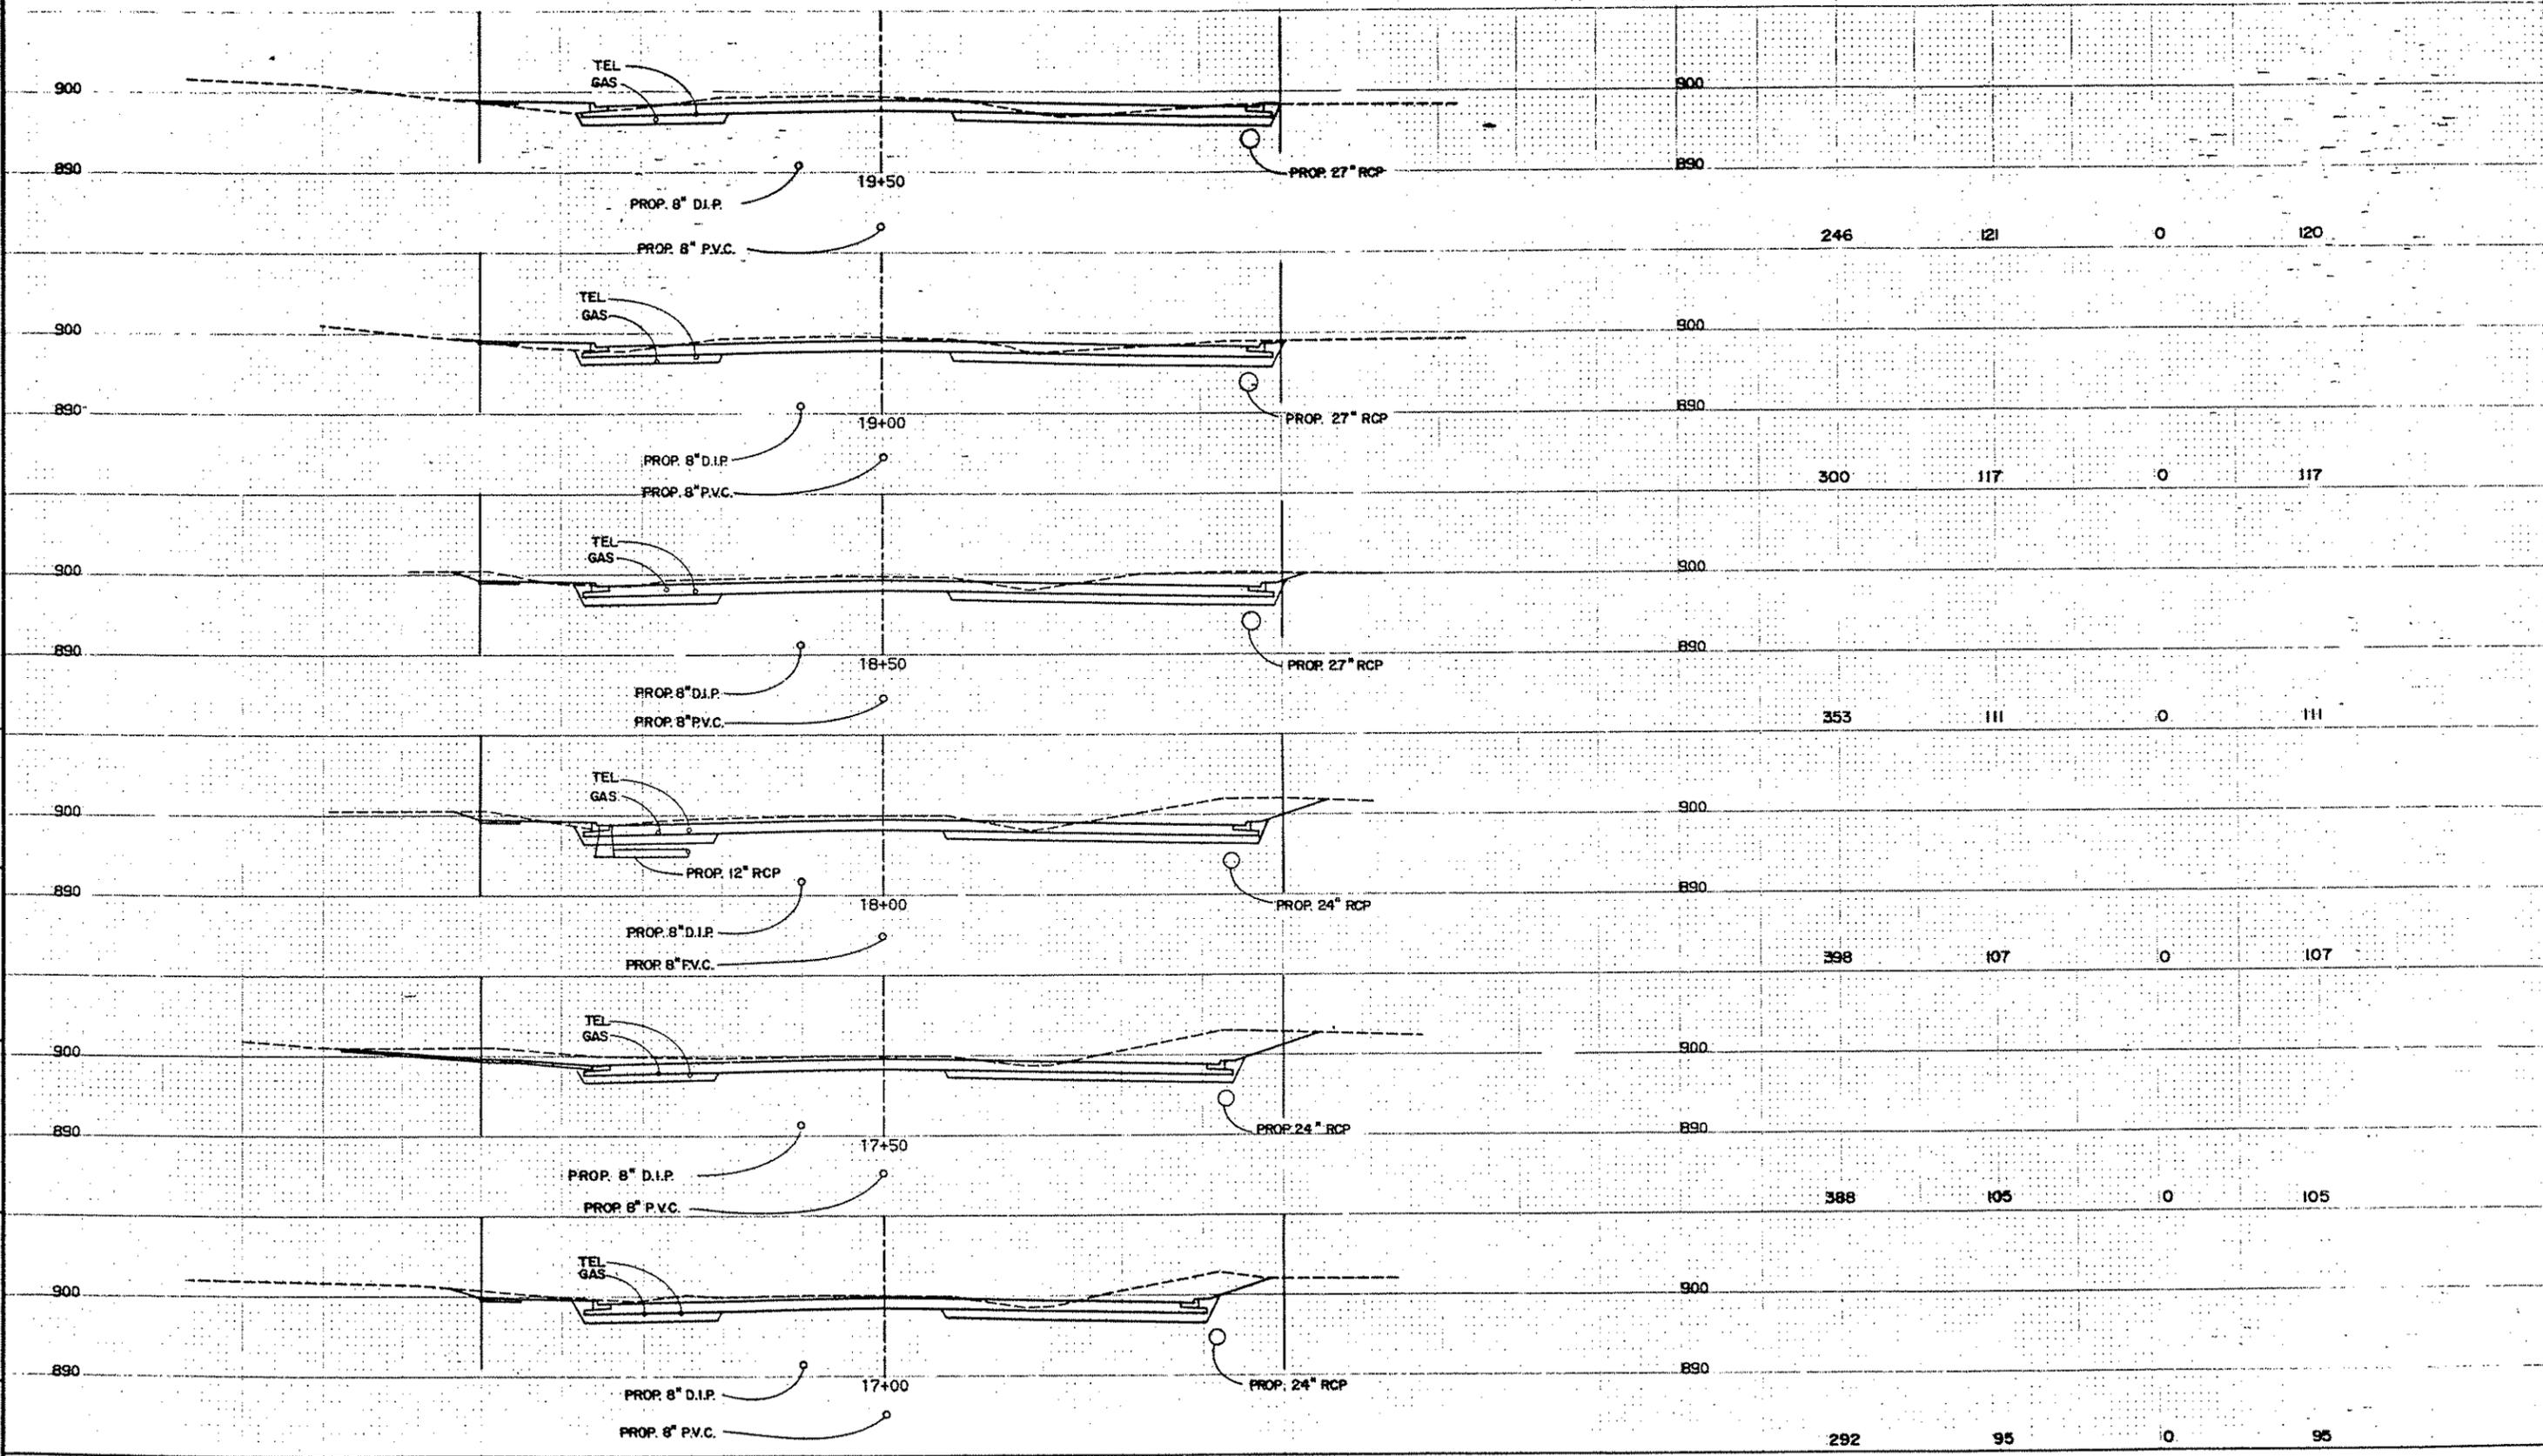 TEL
GAS
900 900
890 19+50 PROP. 27" RCP 890
PROP. 8" D.I.P.
PROP. 8" P.V.C.
246 121 0 120
TEL
GAS
900 900
890 19+00 PROP. 27" RCP 890
PROP. 8" D.I.P.
PROP. 8" P.V.C.
300 117 0 117
TEL
GAS
900 900
890 18+50 PROP. 27" RCP 890
PROP. 8" D.I.P.
PROP. 8" P.V.C.
353 111 0 111
TEL
GAS
900 900
PROP. 12" RCP
890 18+00 PROP. 24" RCP 890
PROP. 8" D.I.P.
PROP. 8" P.V.C.
398 107 0 107
TEL
GAS
900 900
890 17+50 PROP. 24" RCP 890
PROP. 8" D.I.P.
PROP. 8" P.V.C.
388 105 0 105
TEL
GAS
900 900
890 17+00 PROP. 24" RCP 890
PROP. 8" D.I.P.
PROP. 8" P.V.C.
292 95 0 95